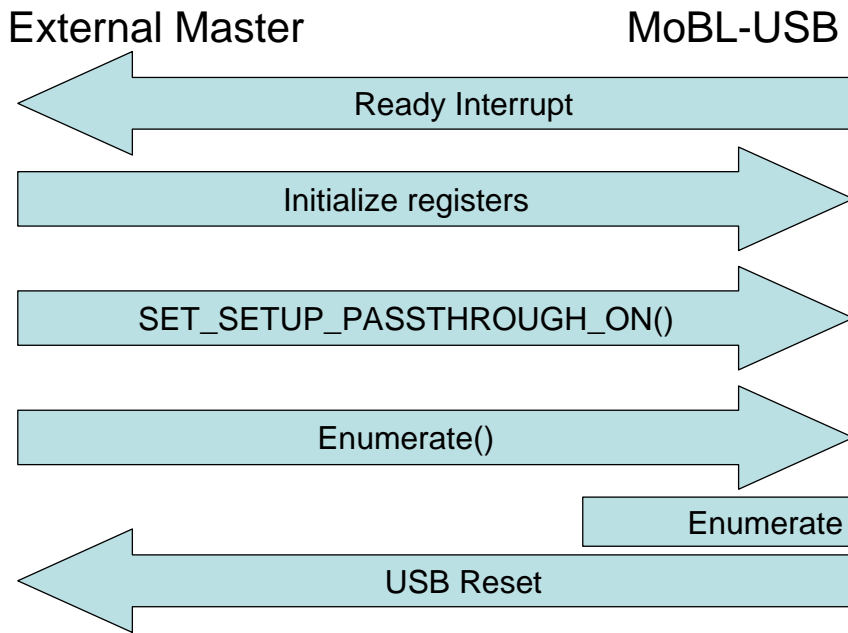 External Master MoBL-USB
Ready Interrupt
Initialize registers
SET_SETUP_PASSTHROUGH_ON()
Enumerate()
Enumerate
USB Reset